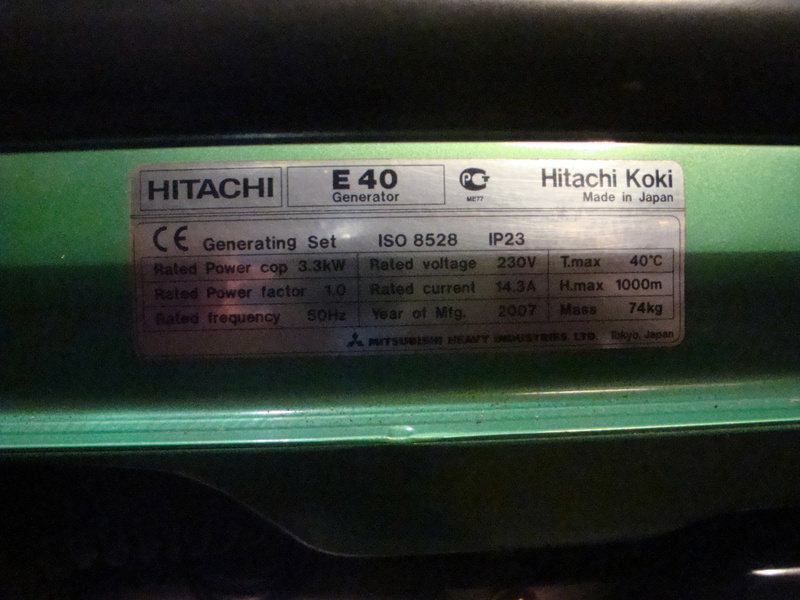 HITACHI E 40 Hitachi Koki
Generator Made in Japan
PG
ME77
CE Generating Set ISO 8528 IP23
Rated Power cop 3.3kW Rated voltage 230V T.max 40°C
Rated Power factor 1.0 Rated current 14.3A H.max 1000m
Rated frequency 50Hz Year of Mfg. 2007 Mass 74kg
MITSUBISHI HEAVY INDUSTRIES, LTD. Tokyo, Japan